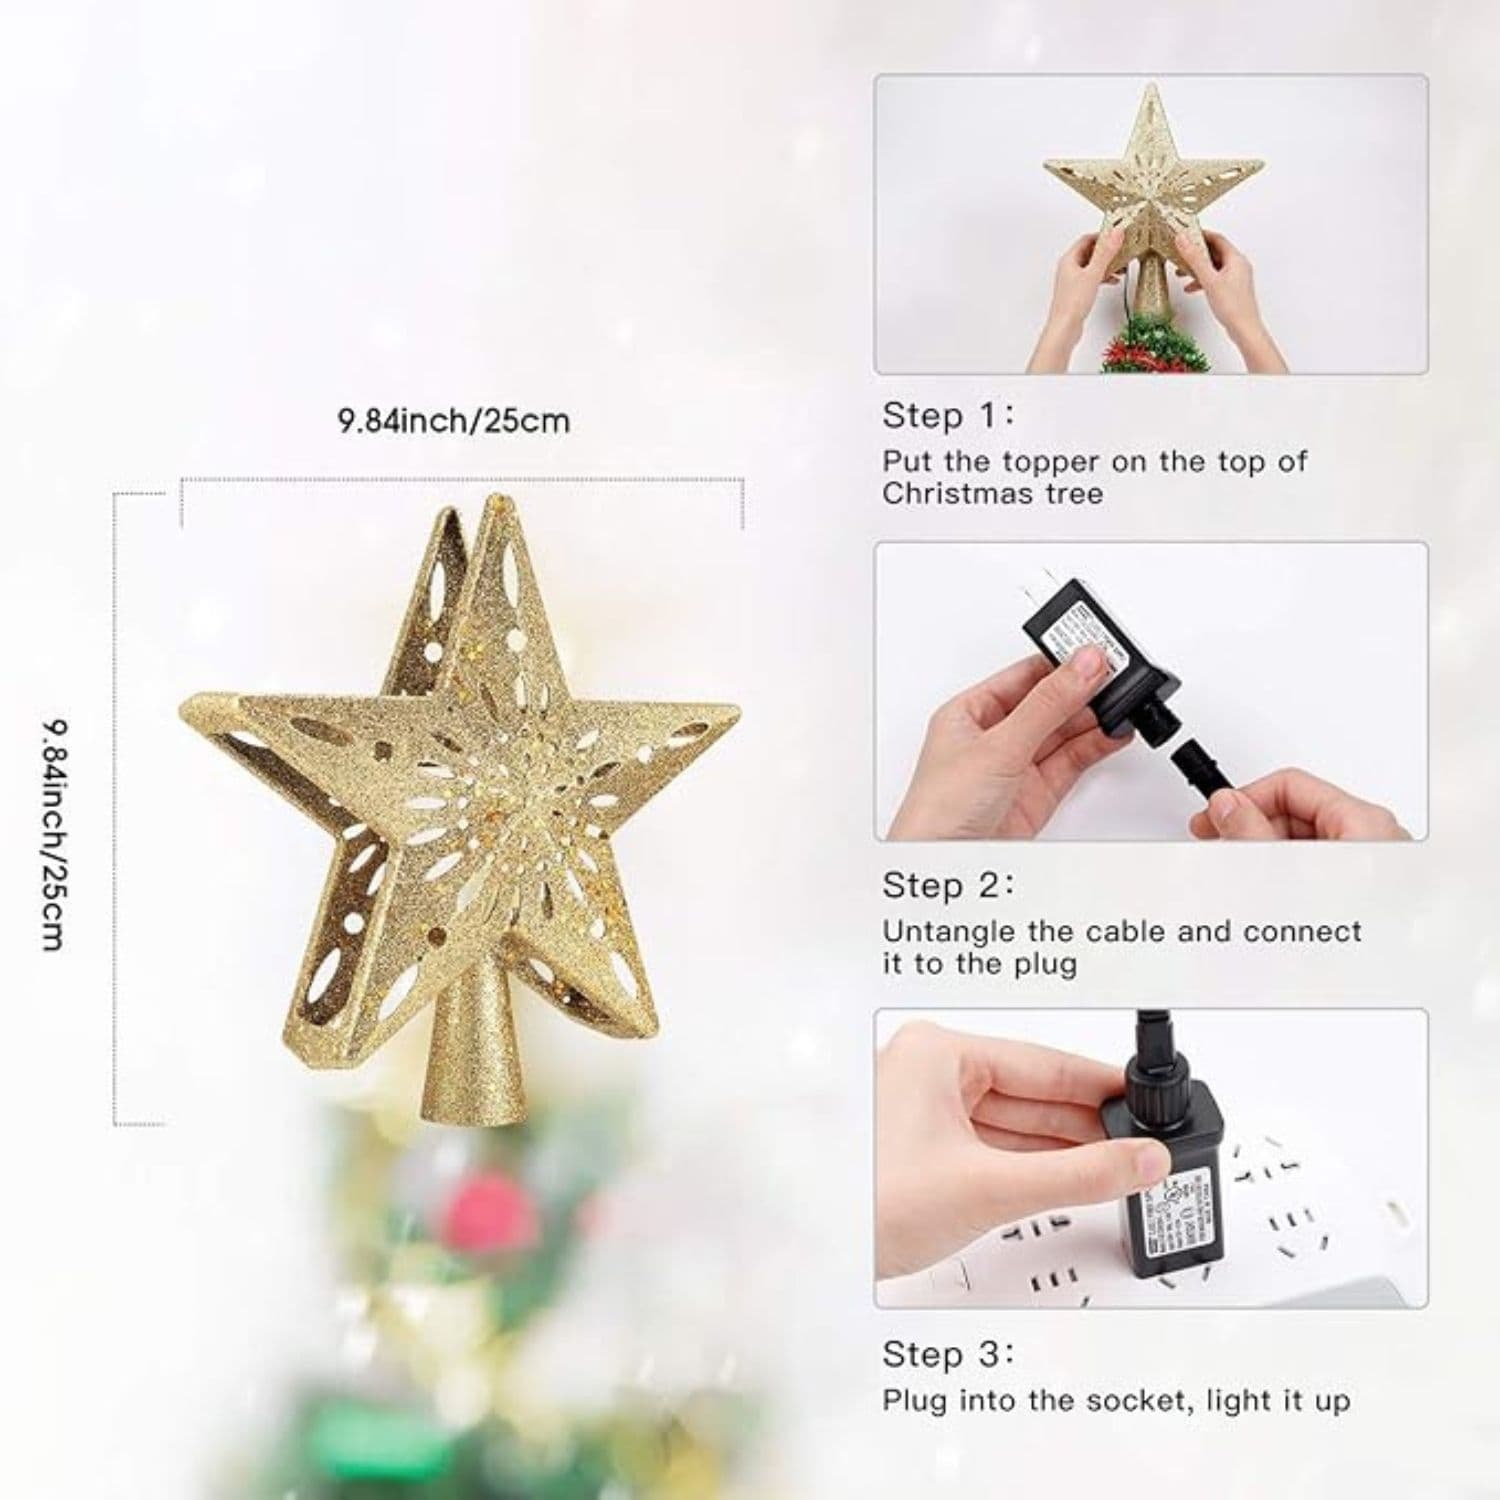 9.84inch/25cm
9.84inch/25cm
Step 1:
Put the topper on the top of
Christmas tree
Step 2:
Untangle the cable and connect
it to the plug
Step 3:
Plug into the socket, light it up